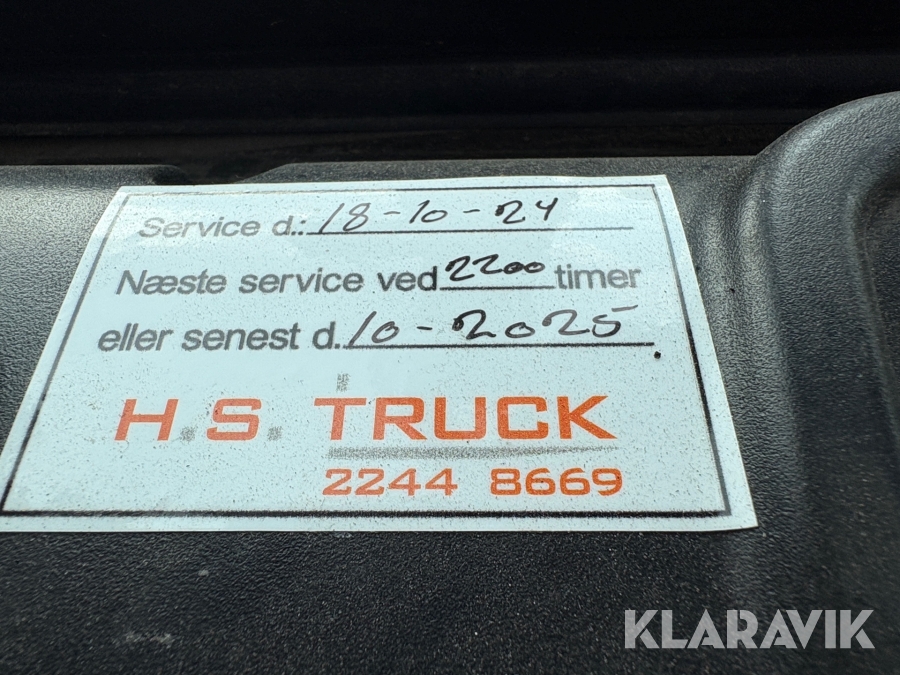 Service d.: 18-10-24
Næste service ved 2200 timer
eller senest d. 10-2025
H.S. TRUCK
2244 8669
KLARAVIK